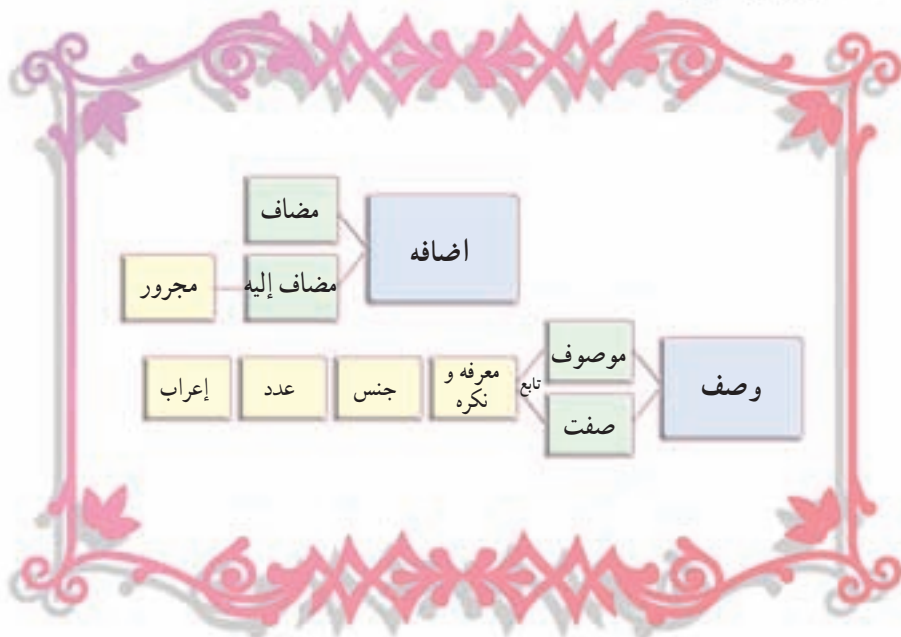 مضاف
اضافه
مضاف إليه
مجرور
موصوف
وصف
تابع
معرفه و
نكره
جنس
عدد
إعراب
صفت